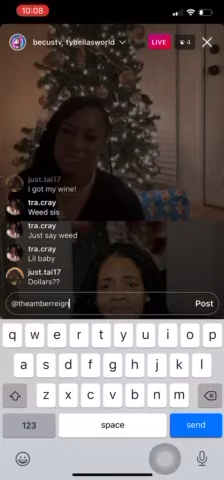 10:08
becustv, tybellasworld
LIVE
4
just.tai17
I got my wine!
tra.cray
Weed sis
tra.cray
Just say weed
tra.cray
Lil baby
just.tai17
Dollars??
@theamberreign
Post
q w e r t y u i o p
a s d f g h j k l
z x c v b n m
123
space
send